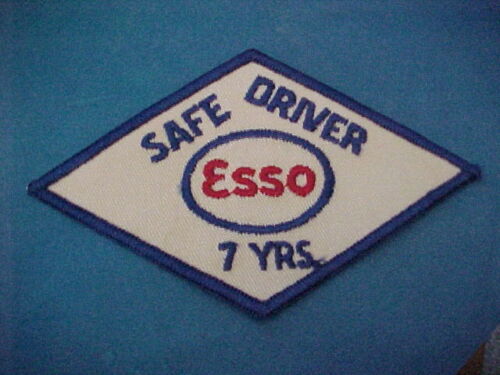 SAFE DRIVER
Esso
7 YRS.